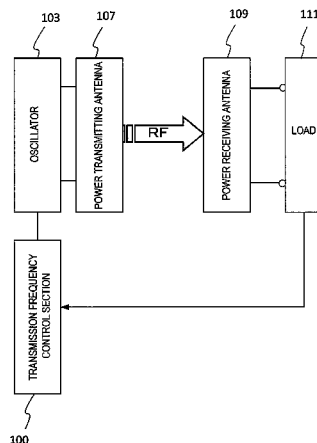 103
107
109
111
OSCILLATOR
POWER TRANSMITTING ANTENNA
RF
POWER RECEIVING ANTENNA
LOAD
TRANSMISSION FREQUENCY
CONTROL SECTION
100